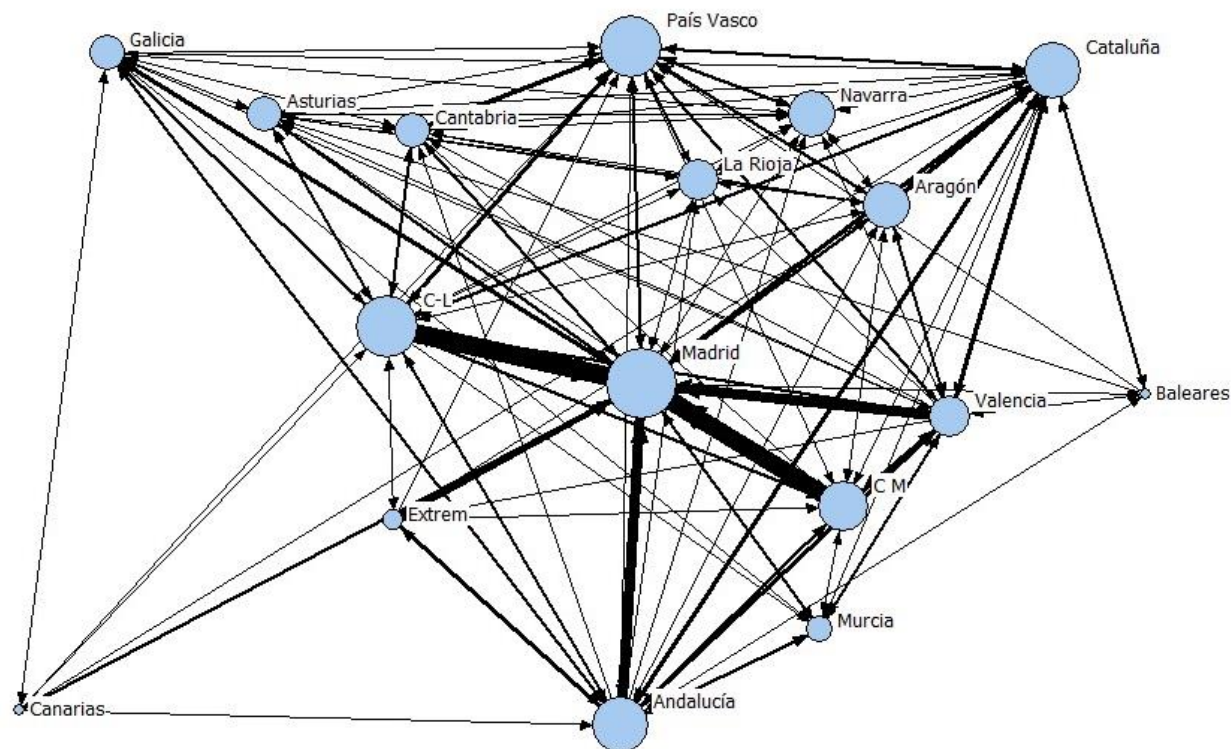 País Vasco
Galicia
Cataluña
Asturias
Navarra
Cantabria
La Rioja
Aragón
C-L
Madrid
Baleares
Valencia
C M
Extrem
Murcia
Andalucía
Canarias